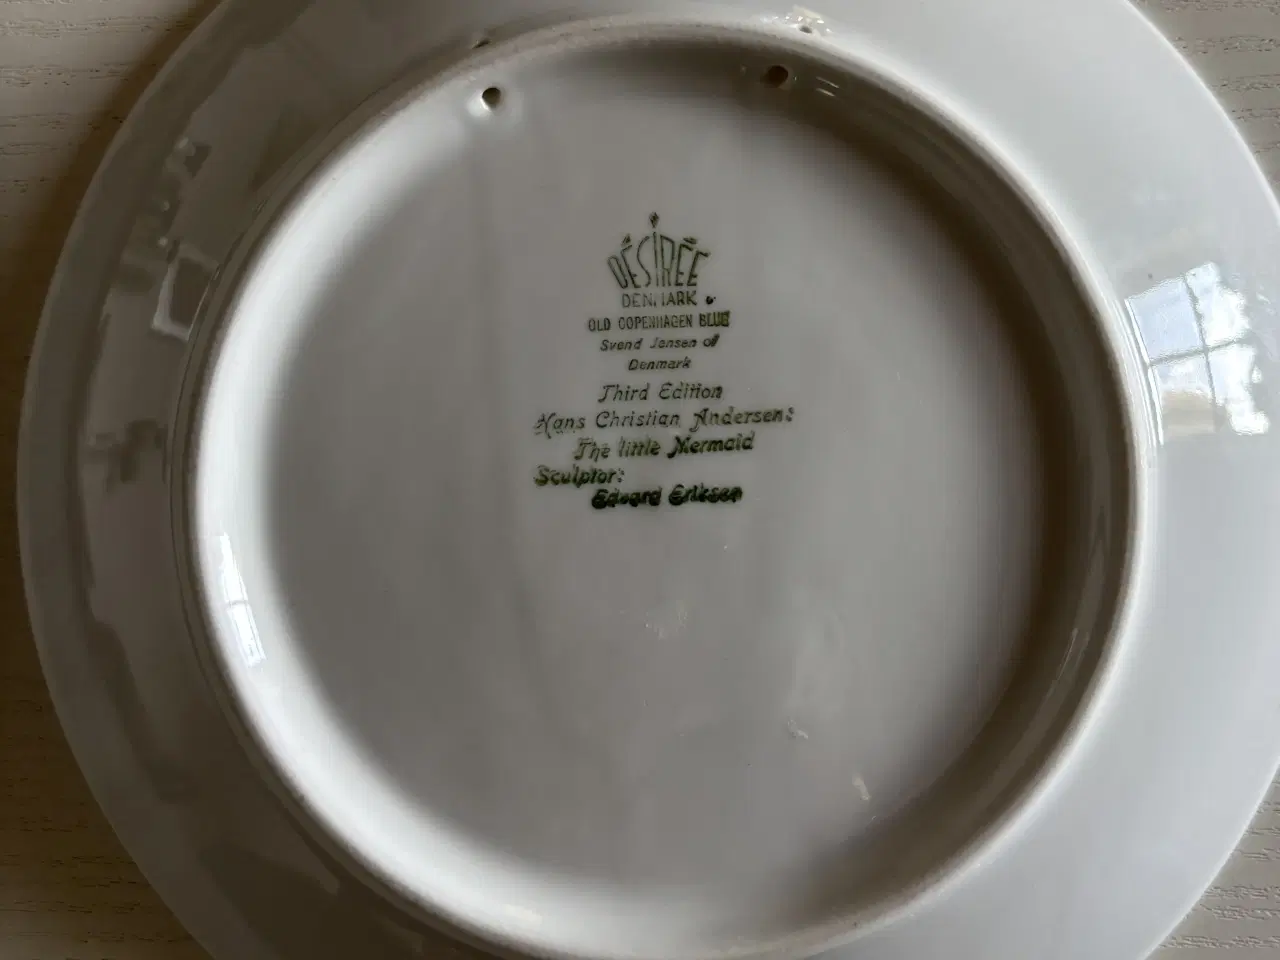 DÉSIRÉE
DENMARK
OLD COPENHAGEN BLUE
Svend Jensen of
Denmark
Third Edition
Hans Christian Andersens:
The little Mermaid
Sculptor:
Edvard Eriksen